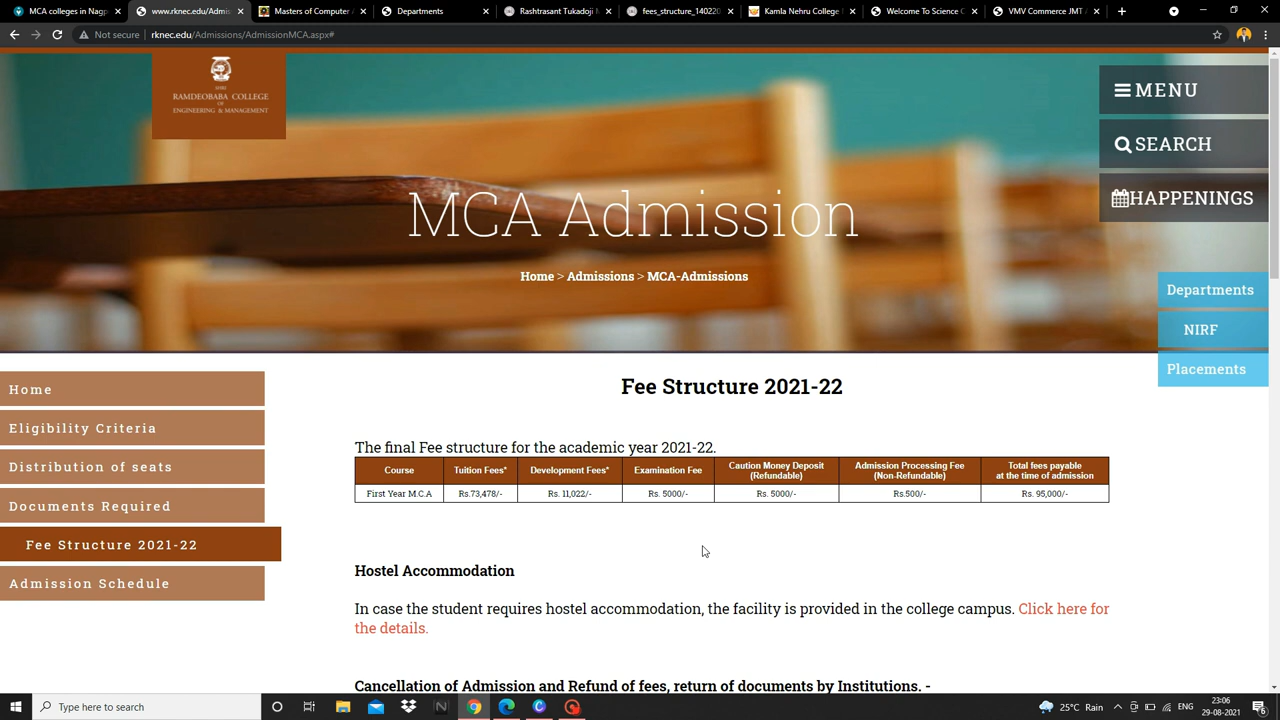 MCA colleges in Nagp
www.rknec.edu/Admi
Masters of Computer A
Departments
Rashtrasant Tukadoji M
fees_structure_140220
Kamla Nehru College
Welcome To Science C
VMV Commerce JMT
Not secure | rknec.edu/Admissions/AdmissionMCA.aspx#
SHRI
RAMDEOBABA COLLEGE
OF
ENGINEERING & MANAGEMENT
MENU
SEARCH
HAPPENINGS
MCA Admission
Home > Admissions > MCA-Admissions
Departments
NIRF
Placements
Home
Eligibility Criteria
Distribution of seats
Documents Required
Fee Structure 2021-22
Admission Schedule
Fee Structure 2021-22
The final Fee structure for the academic year 2021-22.
Course Tuition Fees* Development Fees* Examination Fee Caution Money Deposit (Refundable) Admission Processing Fee (Non-Refundable) Total fees payable at the time of admission
First Year M.C.A Rs.73,478/- Rs. 11,022/- Rs. 5000/- Rs. 5000/- Rs.500/- Rs. 95,000/-
Hostel Accommodation
In case the student requires hostel accommodation, the facility is provided in the college campus. Click here for
the details.
Cancellation of Admission and Refund of fees, return of documents by Institutions. -
Type here to search
25°C Rain
ENG
23:06
29-08-2021